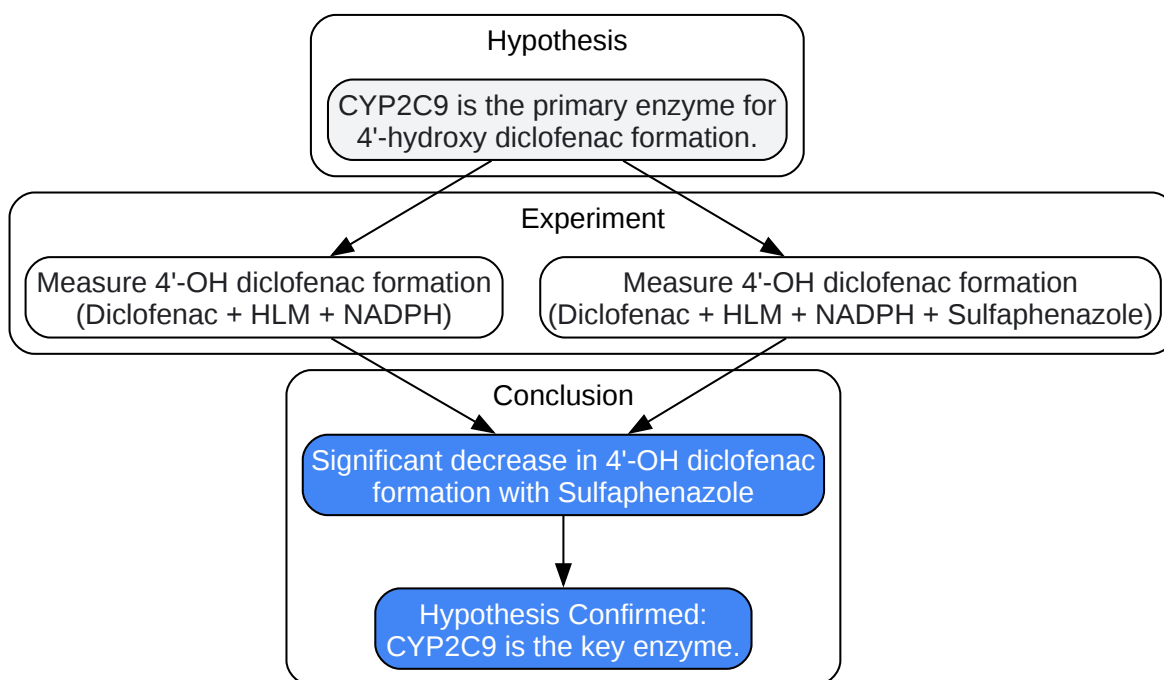 Hypothesis
CYP2C9 is the primary enzyme for
4'-hydroxy diclofenac formation.
Experiment
Measure 4'-OH diclofenac formation
(Diclofenac + HLM + NADPH)
Measure 4'-OH diclofenac formation
(Diclofenac + HLM + NADPH + Sulfaphenazole)
Conclusion
Significant decrease in 4'-OH diclofenac
formation with Sulfaphenazole
Hypothesis Confirmed:
CYP2C9 is the key enzyme.